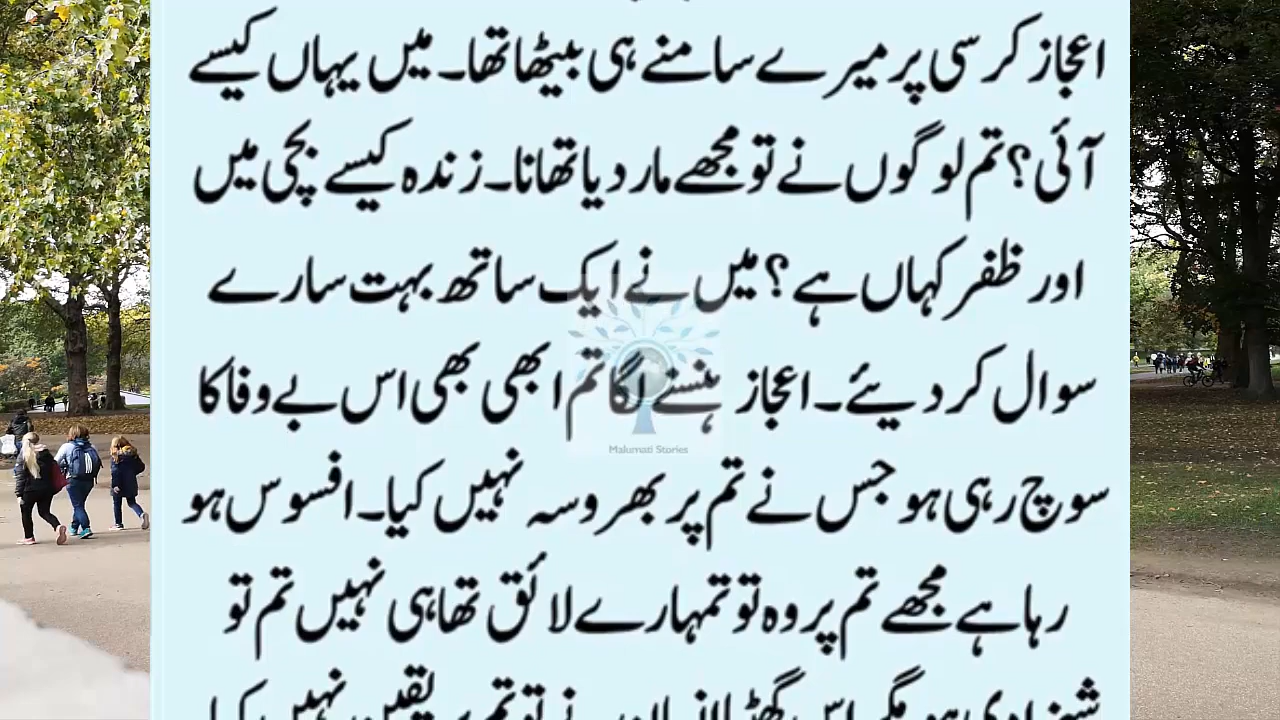 اعجاز کرسی پر میرے سامنے ہی بیٹھا تھا۔ میں یہاں کیسے
آئی؟ تم لوگوں نے تو مجھے مار دیا تھا نا۔ زندہ کیسے بچی میں
اور ظفر کہاں ہے؟ میں نے ایک ساتھ بہت سارے
سوال کر دیئے۔ اعجاز ہنسنے لگا تم ابھی بھی اس بے وفا کا
Malumati Stories
سوچ رہی ہو جس نے تم پر بھروسہ نہیں کیا۔ افسوس ہو
رہا ہے مجھے تم پر وہ تو تمہارے لائق تھا ہی نہیں تم تو